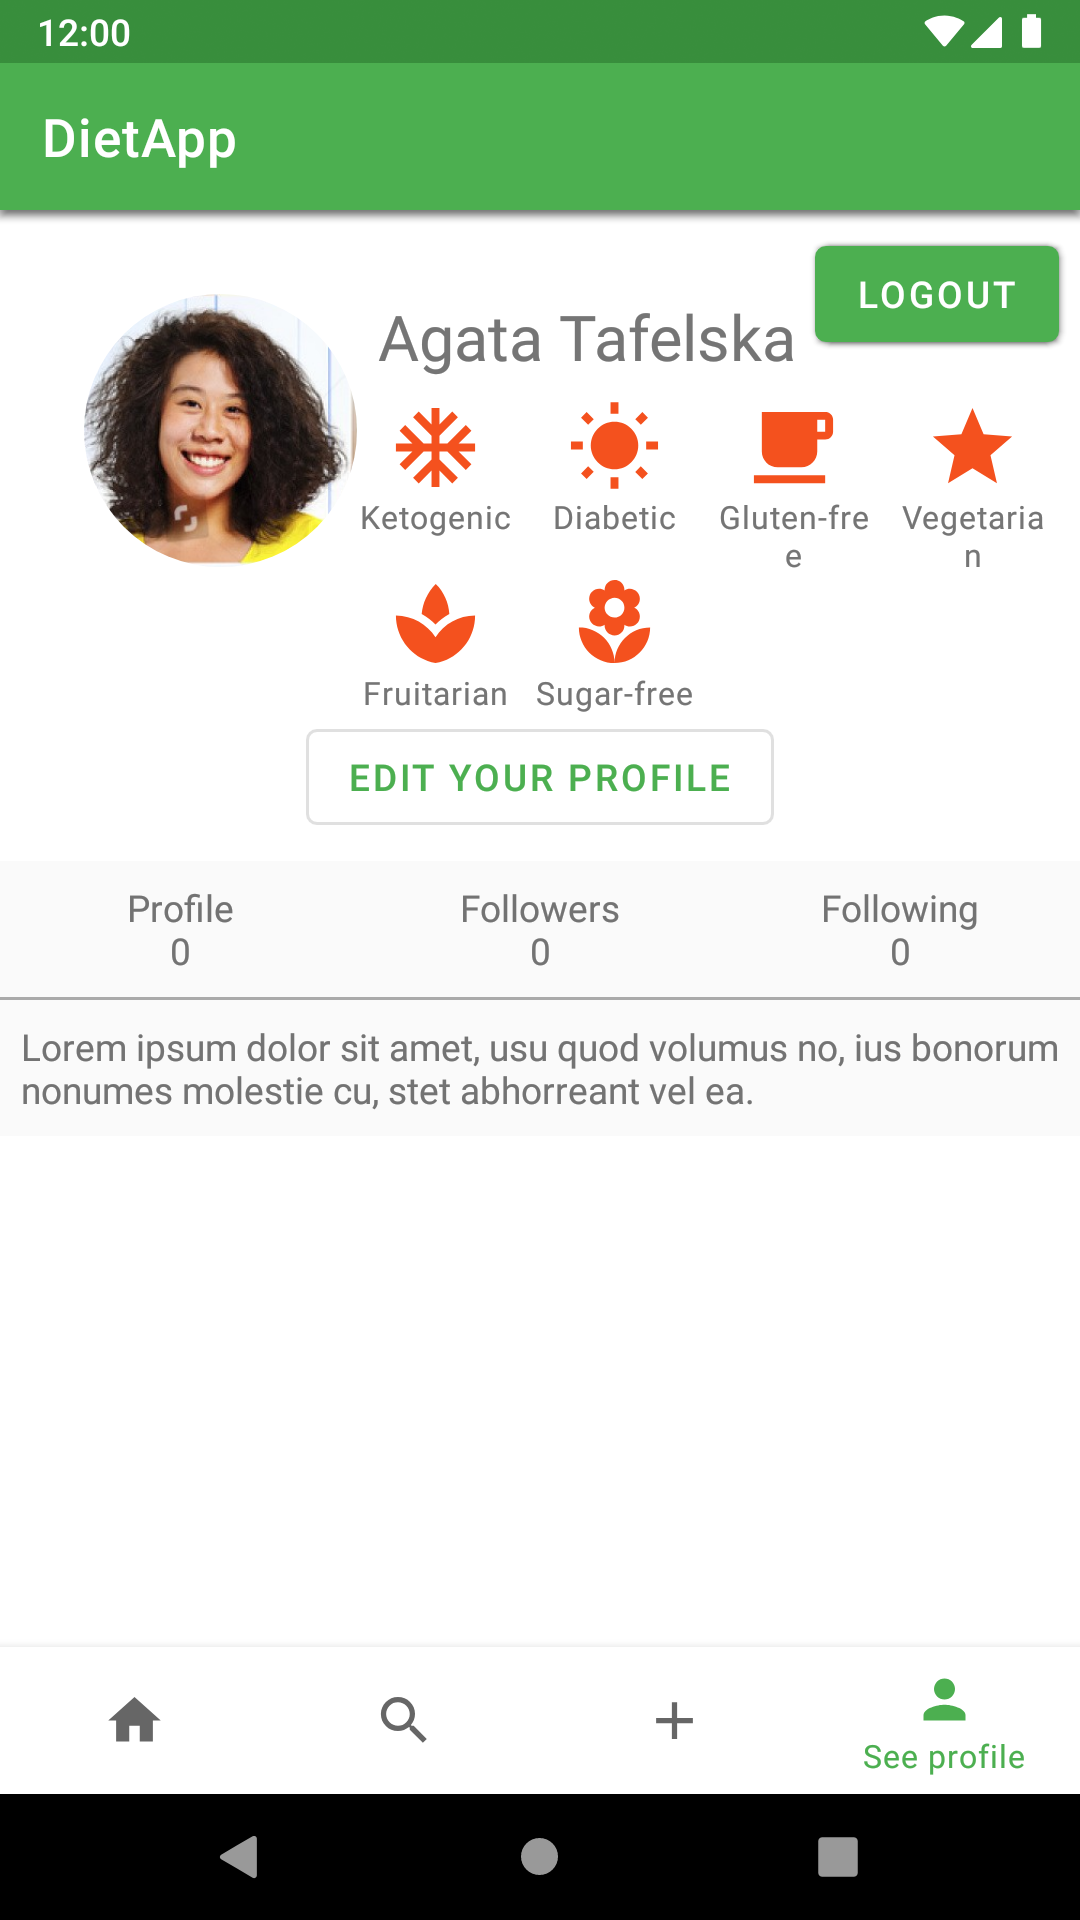 12:00
DietApp
LOGOUT
Agata Tafelska
Ketogenic
Diabetic
Gluten-fre
e
Vegetaria
n
Fruitarian
Sugar-free
EDIT YOUR PROFILE
Profile
0
Followers
0
Following
0
Lorem ipsum dolor sit amet, usu quod volumus no, ius bonorum
nonumes molestie cu, stet abhorreant vel ea.
See profile